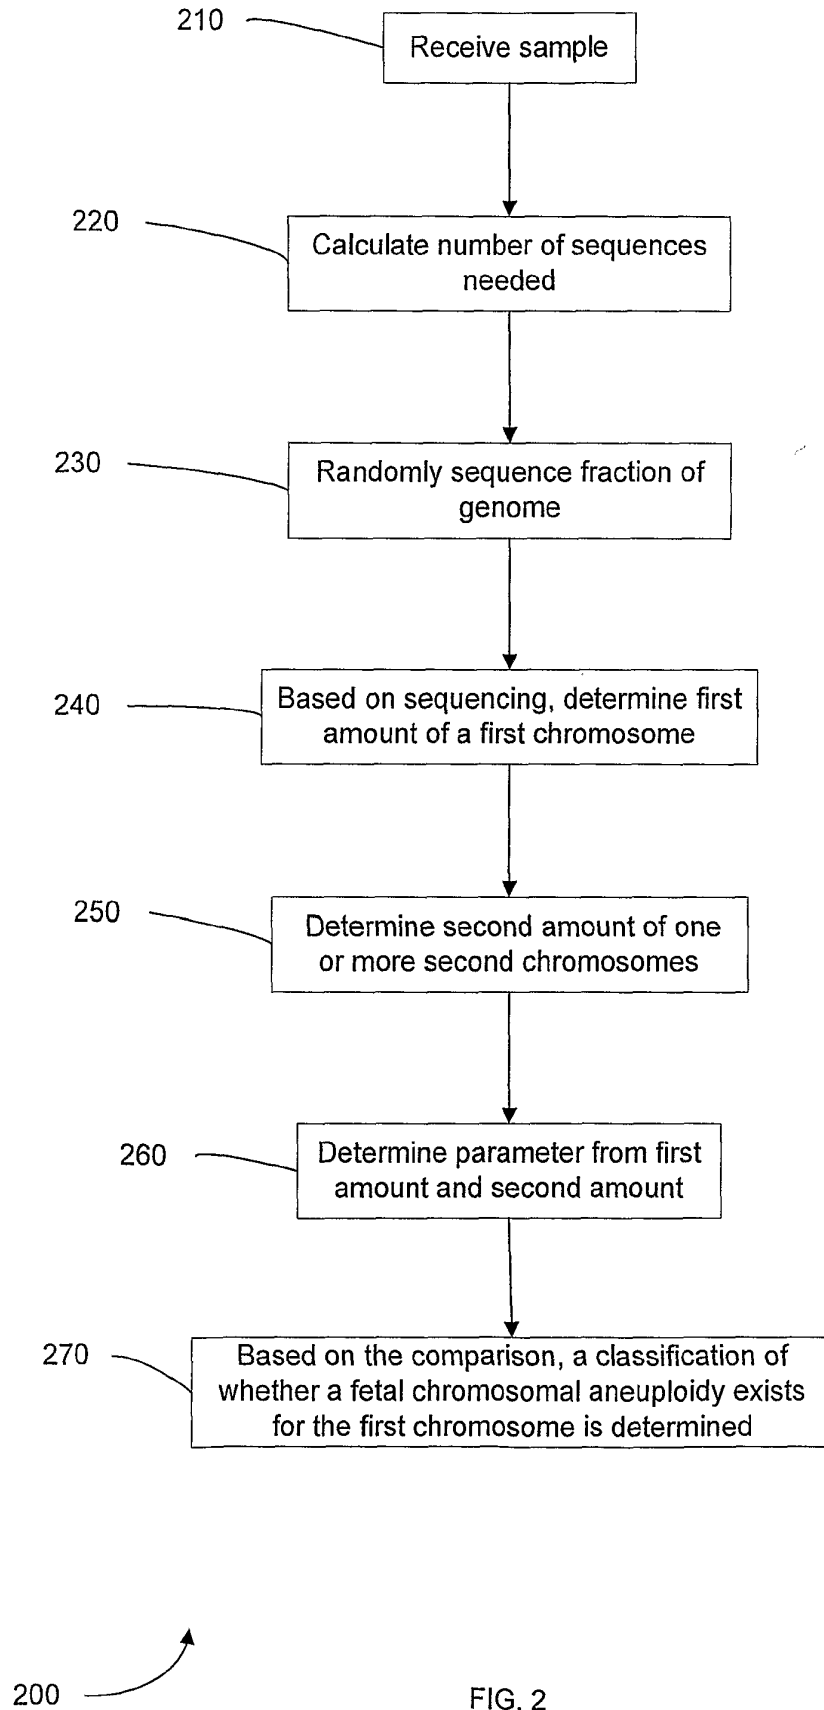 210
Receive sample
220
Calculate number of sequences
needed
230
Randomly sequence fraction of
genome
240
Based on sequencing, determine first
amount of a first chromosome
250
Determine second amount of one
or more second chromosomes
260
Determine parameter from first
amount and second amount
270
Based on the comparison, a classification of
whether a fetal chromosomal aneuploidy exists
for the first chromosome is determined
200
FIG. 2